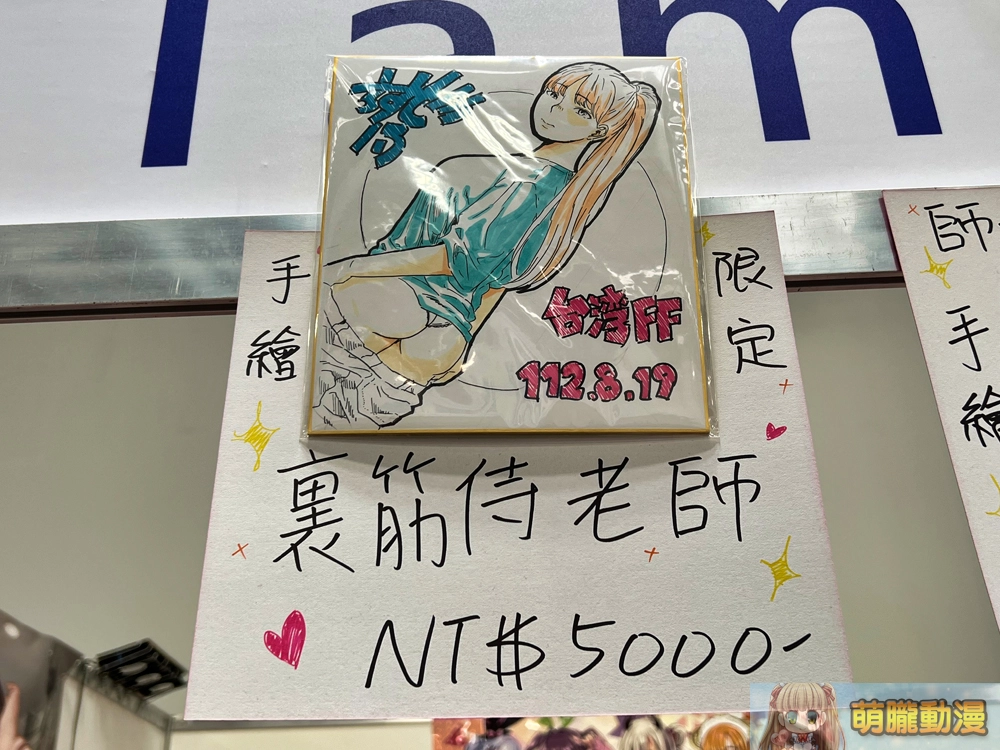 am
手繪
限定
台湾FF
112.8.19
裏筋侍老師
NT$5000-
師
手繪
萌朧動漫